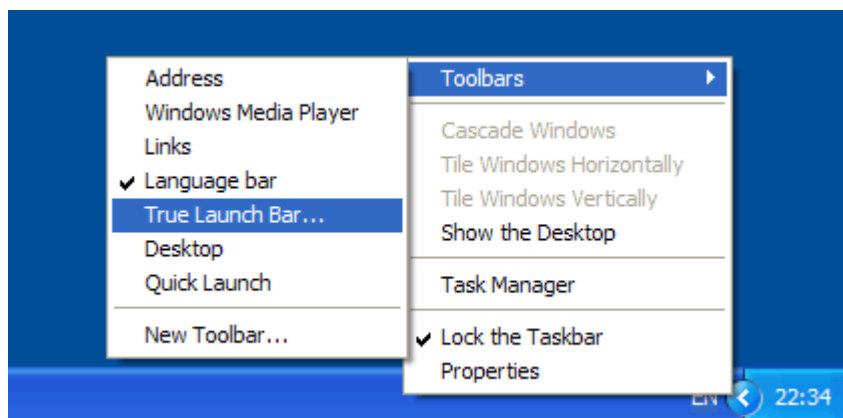 Address
Windows Media Player
Links
Language bar
True Launch Bar...
Desktop
Quick Launch
New Toolbar...
Toolbars
Cascade Windows
Tile Windows Horizontally
Tile Windows Vertically
Show the Desktop
Task Manager
Lock the Taskbar
Properties
EN
22:34